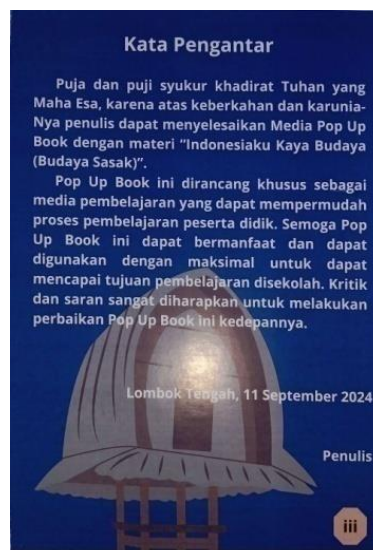 Kata Pengantar
Puja dan puji syukur khadirat Tuhan yang
Maha Esa, karena atas keberkahan dan karunia-
Nya penulis dapat menyelesaikan Media Pop Up
Book dengan materi “Indonesiaku Kaya Budaya
(Budaya Sasak)”.
Pop Up Book ini dirancang khusus sebagai
media pembelajaran yang dapat mempermudah
proses pembelajaran peserta didik. Semoga Pop
Up Book ini dapat bermanfaat dan dapat
digunakan dengan maksimal untuk dapat
mencapai tujuan pembelajaran disekolah. Kritik
dan saran sangat diharapkan untuk melakukan
perbaikan Pop Up Book ini kedepannya.
Lombok Tengah, 11 September 2024
Penulis
iii